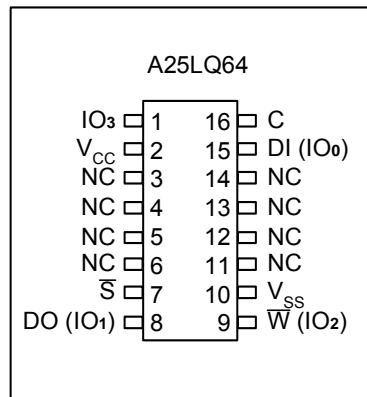 A25LQ64
IO3 1 16 C
VCC 2 15 DI (IO0)
NC 3 14 NC
NC 4 13 NC
NC 5 12 NC
NC 6 11 NC
S̅ 7 10 VSS
DO (IO1) 8 9 W̅ (IO2)